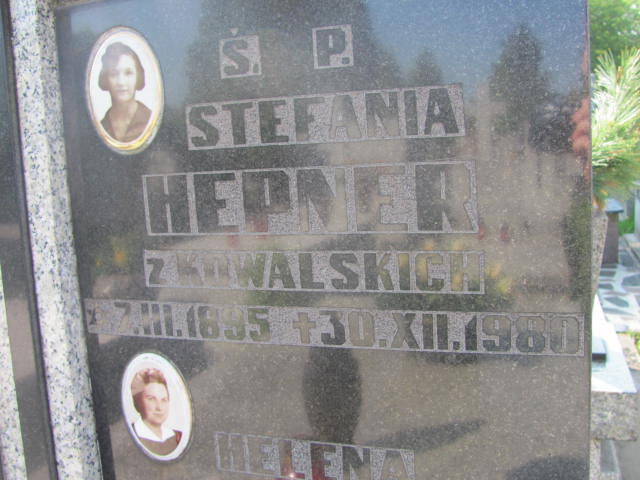 Ś. P.
STEFANIA
HEPNER
Z KOWALSKICH
* 7.III.1895 ✝ 30.XII.1980
HELENA